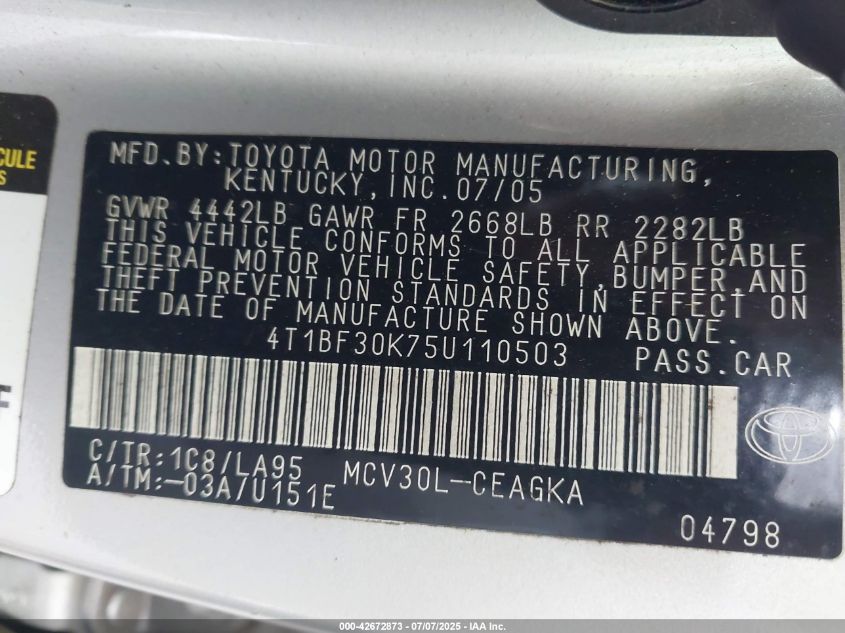 CULE
S
MFD.BY:TOYOTA MOTOR MANUFACTURING,
KENTUCKY,INC.07/05
GVWR 4442LB GAWR FR 2668LB RR 2282LB
THIS VEHICLE CONFORMS TO ALL APPLICABLE
FEDERAL MOTOR VEHICLE SAFETY,BUMPER,AND
THEFT PREVENTION STANDARDS IN EFFECT ON
THE DATE OF MANUFACTURE SHOWN ABOVE.
4T1BF30K75U110503 PASS.CAR
C/TR:1C8/LA95 MCV30L-CEAGKA
A/TM:-03A/U151E
04798
000-42672873 - 07/07/2025 - IAA Inc.